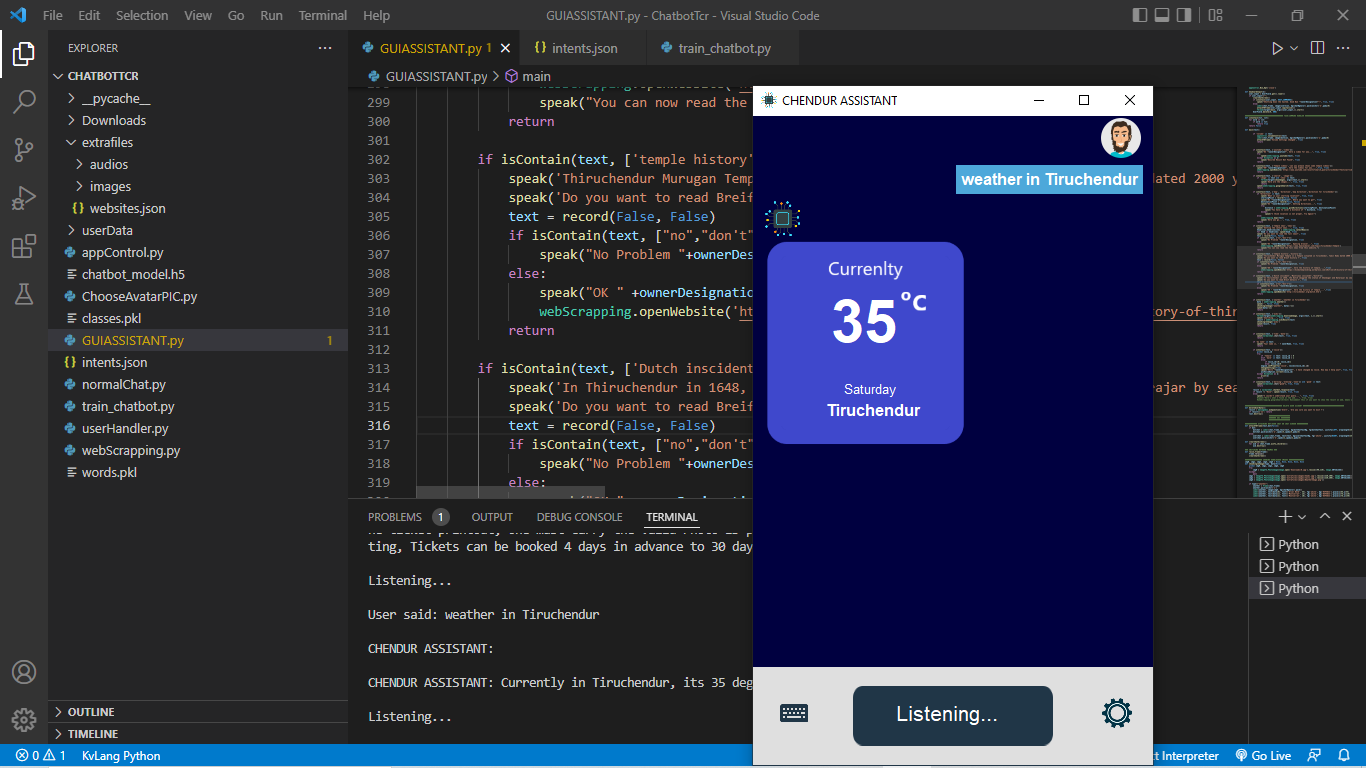 File Edit Selection View Go Run Terminal Help
GUIASSISTANT.py - ChatbotTcr - Visual Studio Code
EXPLORER
CHATBOTTCR
__pycache__
Downloads
extrafiles
audios
images
websites.json
userData
appControl.py
chatbot_model.h5
ChooseAvatarPIC.py
classes.pkl
GUIASSISTANT.py 1
intents.json
normalChat.py
train_chatbot.py
userHandler.py
webScrapping.py
words.pkl
OUTLINE
TIMELINE
GUIASSISTANT.py 1
intents.json
train_chatbot.py
GUIASSISTANT.py > main
299 speak("You can now read the
300 return
301
302 if isContain(text, ['temple history'
303 speak('Thiruchendur Murugan Temp
dated 2000 y
304 speak('Do you want to read Breif
305 text = record(False, False)
306 if isContain(text, ["no","don't"
307 speak("No Problem "+ownerDes
308 else:
309 speak("OK " +ownerDesignatio
310 webScrapping.openWebsite('ht
ory-of-thir
311 return
312
313 if isContain(text, ['Dutch inscident
314 speak('In Thiruchendur in 1648,
rajar by sea
315 speak('Do you want to read Breif
316 text = record(False, False)
317 if isContain(text, ["no","don't"
318 speak("No Problem "+ownerDes
319 else:
PROBLEMS 1 OUTPUT DEBUG CONSOLE TERMINAL
ting, Tickets can be booked 4 days in advance to 30 day
Listening...
User said: weather in Tiruchendur
CHENDUR ASSISTANT:
CHENDUR ASSISTANT: Currently in Tiruchendur, its 35 deg
Listening...
Python
Python
Python
CHENDUR ASSISTANT
weather in Tiruchendur
Currenlty
35°C
Saturday
Tiruchendur
Listening...
0 1 KvLang Python
ct Interpreter Go Live